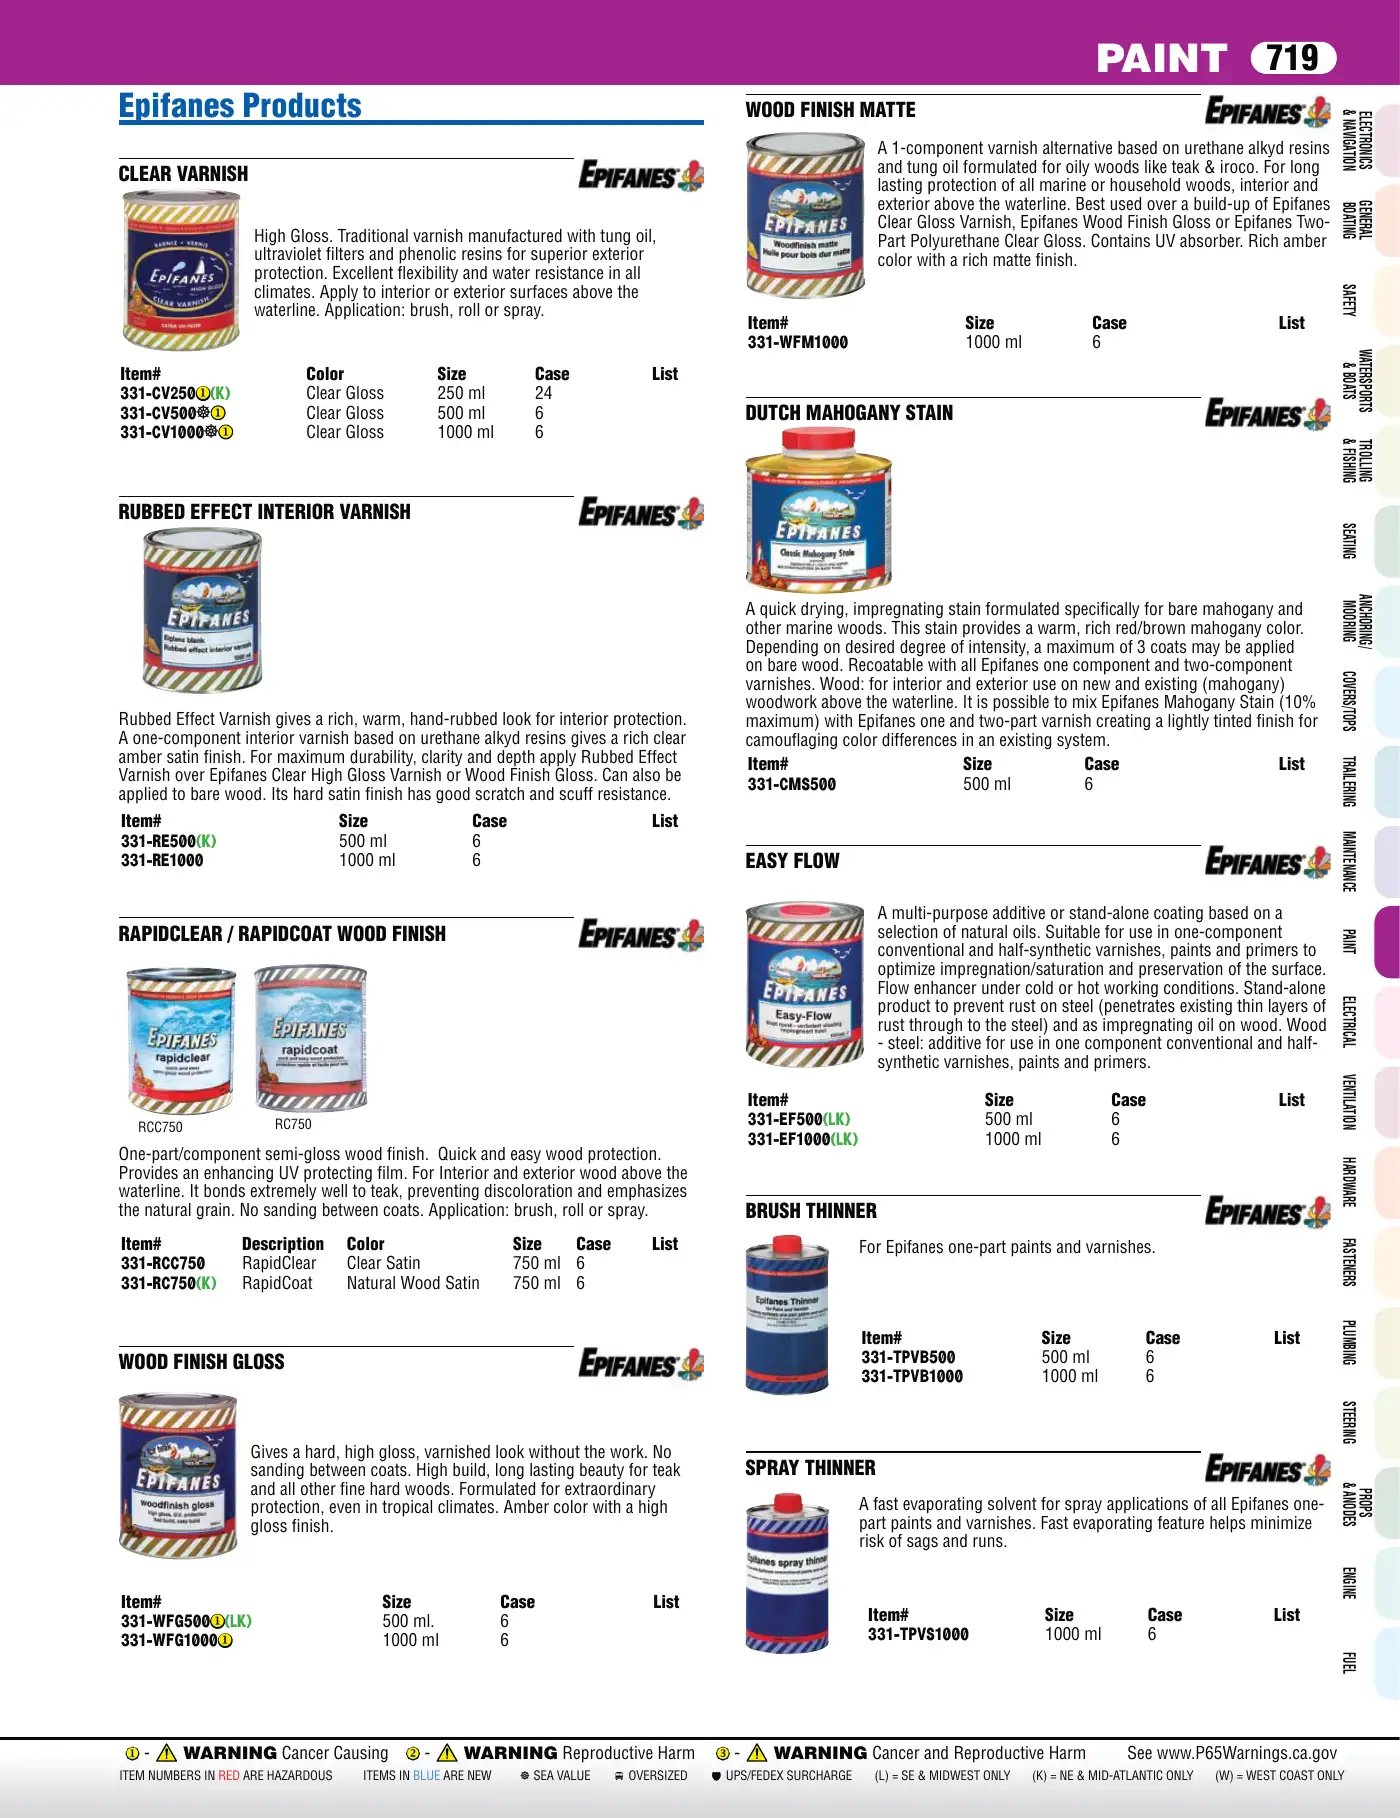 PAINT 719
Epifanes Products
CLEAR VARNISH
EPIFANES
High Gloss. Traditional varnish manufactured with tung oil,
ultraviolet filters and phenolic resins for superior exterior
protection. Excellent flexibility and water resistance in all
climates. Apply to interior or exterior surfaces above the
waterline. Application: brush, roll or spray.
Item# Color Size Case List
331-CV250 1 (K) Clear Gloss 250 ml 24
331-CV500 1 Clear Gloss 500 ml 6
331-CV1000 1 Clear Gloss 1000 ml 6
RUBBED EFFECT INTERIOR VARNISH
EPIFANES
Rubbed Effect Varnish gives a rich, warm, hand-rubbed look for interior protection.
A one-component interior varnish based on urethane alkyd resins gives a rich clear
amber satin finish. For maximum durability, clarity and depth apply Rubbed Effect
Varnish over Epifanes Clear High Gloss Varnish or Wood Finish Gloss. Can also be
applied to bare wood. Its hard satin finish has good scratch and scuff resistance.
Item# Size Case List
331-RE500(K) 500 ml 6
331-RE1000 1000 ml 6
RAPIDCLEAR / RAPIDCOAT WOOD FINISH
EPIFANES
EPIFANES
rapidclear
EPIFANES
rapidcoat
RCC750
RC750
One-part/component semi-gloss wood finish. Quick and easy wood protection.
Provides an enhancing UV protecting film. For Interior and exterior wood above the
waterline. It bonds extremely well to teak, preventing discoloration and emphasizes
the natural grain. No sanding between coats. Application: brush, roll or spray.
Item# Description Color Size Case List
331-RCC750 RapidClear Clear Satin 750 ml 6
331-RC750(K) RapidCoat Natural Wood Satin 750 ml 6
WOOD FINISH GLOSS
EPIFANES
EPIFANES
Woodfinish gloss
Gives a hard, high gloss, varnished look without the work. No
sanding between coats. High build, long lasting beauty for teak
and all other fine hard woods. Formulated for extraordinary
protection, even in tropical climates. Amber color with a high
gloss finish.
Item# Size Case List
331-WFG500 1 (LK) 500 ml. 6
331-WFG1000 1 1000 ml 6
WOOD FINISH MATTE
EPIFANES
EPIFANES
Woodfinish matte
Huile pour bois dur matte
A 1-component varnish alternative based on urethane alkyd resins
and tung oil formulated for oily woods like teak & iroco. For long
lasting protection of all marine or household woods, interior and
exterior above the waterline. Best used over a build-up of Epifanes
Clear Gloss Varnish, Epifanes Wood Finish Gloss or Epifanes Two-
Part Polyurethane Clear Gloss. Contains UV absorber. Rich amber
color with a rich matte finish.
Item# Size Case List
331-WFM1000 1000 ml 6
DUTCH MAHOGANY STAIN
EPIFANES
EPIFANES
Classic Mahogany Stain
A quick drying, impregnating stain formulated specifically for bare mahogany and
other marine woods. This stain provides a warm, rich red/brown mahogany color.
Depending on desired degree of intensity, a maximum of 3 coats may be applied
on bare wood. Recoatable with all Epifanes one component and two-component
varnishes. Wood: for interior and exterior use on new and existing (mahogany)
woodwork above the waterline. It is possible to mix Epifanes Mahogany Stain (10%
maximum) with Epifanes one and two-part varnish creating a lightly tinted finish for
camouflaging color differences in an existing system.
Item# Size Case List
331-CMS500 500 ml 6
EASY FLOW
EPIFANES
EPIFANES
Easy-Flow
A multi-purpose additive or stand-alone coating based on a
selection of natural oils. Suitable for use in one-component
conventional and half-synthetic varnishes, paints and primers to
optimize impregnation/saturation and preservation of the surface.
Flow enhancer under cold or hot working conditions. Stand-alone
product to prevent rust on steel (penetrates existing thin layers of
rust through to the steel) and as impregnating oil on wood. Wood
- steel: additive for use in one component conventional and half-
synthetic varnishes, paints and primers.
Item# Size Case List
331-EF500(LK) 500 ml 6
331-EF1000(LK) 1000 ml 6
BRUSH THINNER
EPIFANES
Epifanes Thinner
For Epifanes one-part paints and varnishes.
Item# Size Case List
331-TPVB500 500 ml 6
331-TPVB1000 1000 ml 6
SPRAY THINNER
EPIFANES
Epifanes spray thinner
A fast evaporating solvent for spray applications of all Epifanes one-
part paints and varnishes. Fast evaporating feature helps minimize
risk of sags and runs.
Item# Size Case List
331-TPVS1000 1000 ml 6
ELECTRONICS
& NAVIGATION
GENERAL
BOATING
SAFETY
WATERSPORTS
& BOATS
TROLLING
& FISHING
SEATING
ANCHORING/
MOORING
COVERS/TOPS
TRAILERING
MAINTENANCE
PAINT
ELECTRICAL
VENTILATION
HARDWARE
FASTENERS
PLUMBING
STEERING
PROPS
& ANODES
ENGINE
FUEL
1 - WARNING Cancer Causing 2 - WARNING Reproductive Harm 3 - WARNING Cancer and Reproductive Harm See www.P65Warnings.ca.gov
ITEM NUMBERS IN RED ARE HAZARDOUS ITEMS IN BLUE ARE NEW SEA VALUE OVERSIZED UPS/FEDEX SURCHARGE (L) = SE & MIDWEST ONLY (K) = NE & MID-ATLANTIC ONLY (W) = WEST COAST ONLY